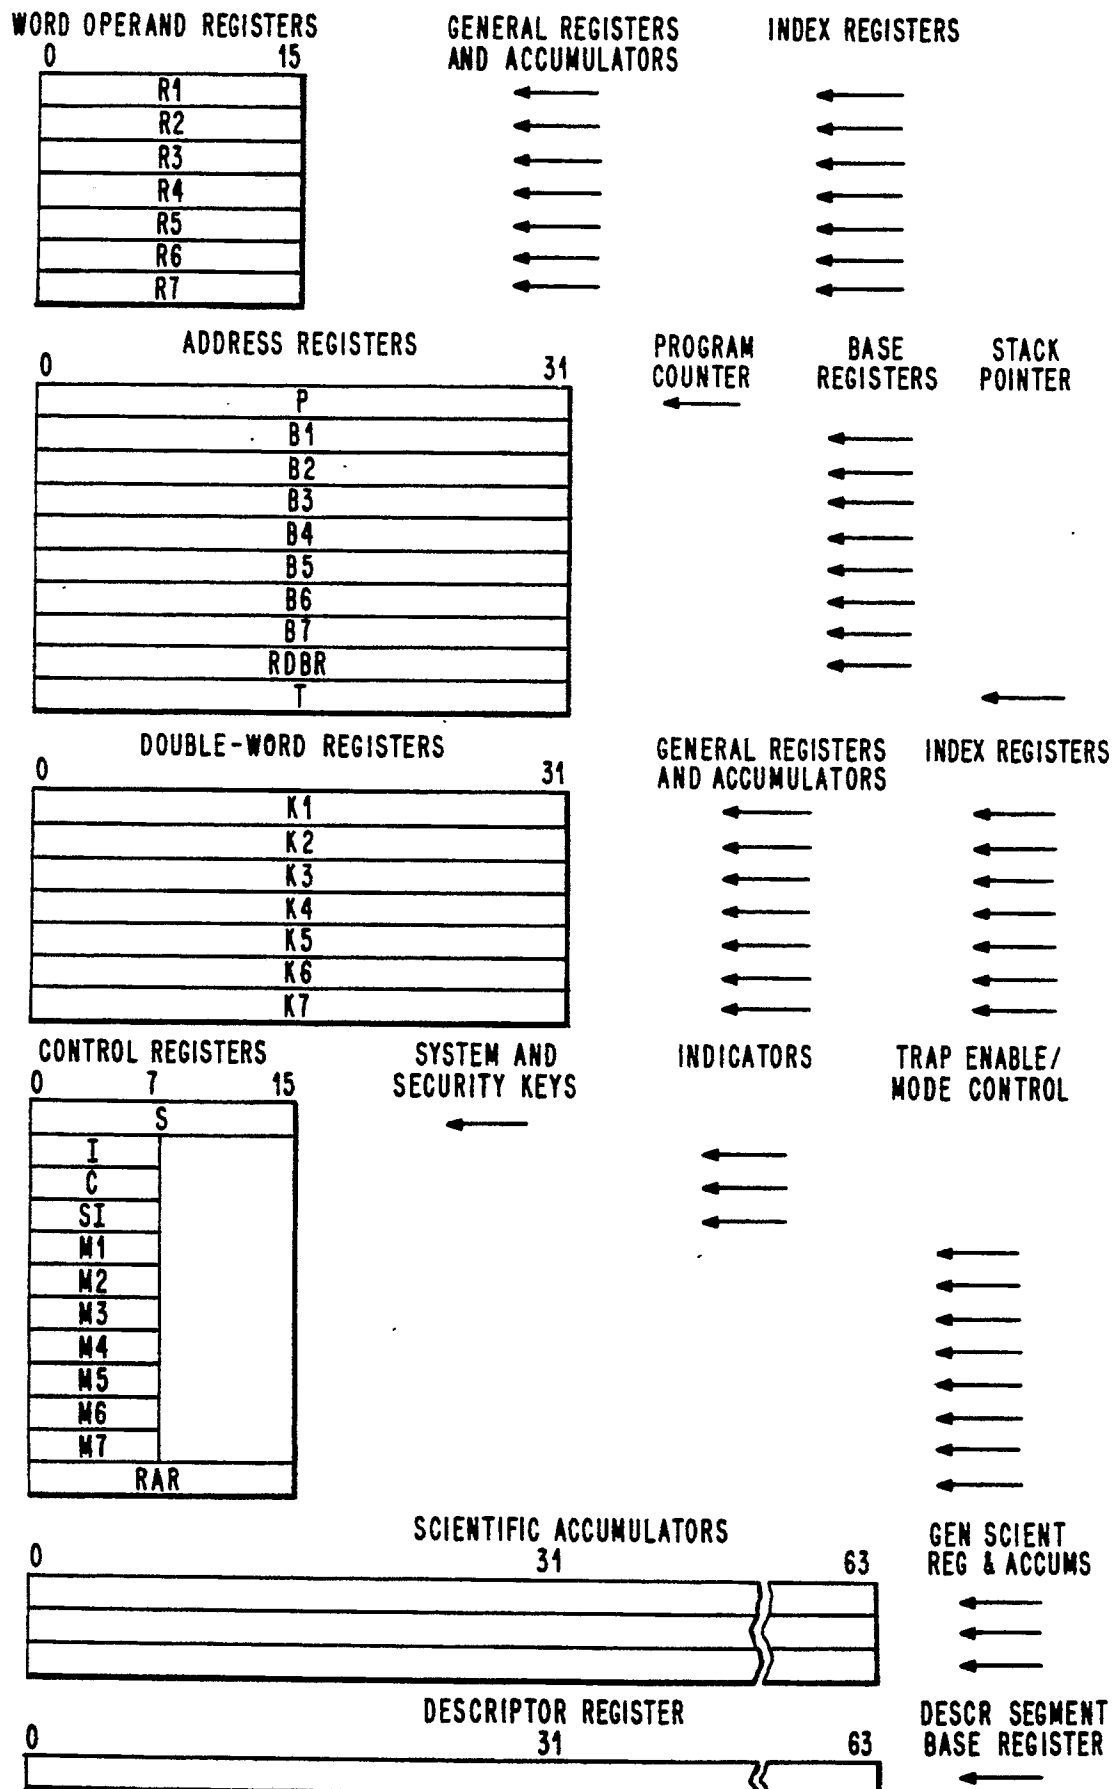 WORD OPERAND REGISTERS
GENERAL REGISTERS
AND ACCUMULATORS
INDEX REGISTERS
0 15
R1
R2
R3
R4
R5
R6
R7
ADDRESS REGISTERS
PROGRAM
COUNTER
BASE
REGISTERS
STACK
POINTER
0 31
P
B1
B2
B3
B4
B5
B6
B7
RDBR
T
DOUBLE-WORD REGISTERS
GENERAL REGISTERS
AND ACCUMULATORS
INDEX REGISTERS
0 31
K1
K2
K3
K4
K5
K6
K7
CONTROL REGISTERS
SYSTEM AND
SECURITY KEYS
INDICATORS
TRAP ENABLE/
MODE CONTROL
0 7 15
S
I
C
SI
M1
M2
M3
M4
M5
M6
M7
RAR
SCIENTIFIC ACCUMULATORS
GEN SCIENT
REG & ACCUMS
0 31 63
DESCRIPTOR REGISTER
DESCR SEGMENT
BASE REGISTER
0 31 63